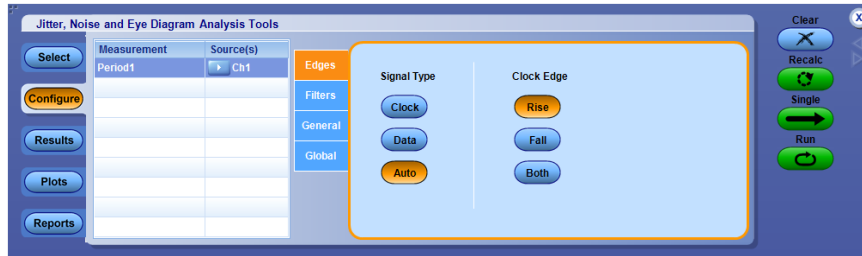 Jitter, Noise and Eye Diagram Analysis Tools
Clear
X
Select
Configure
Results
Plots
Reports
Measurement Source(s)
Period1 Ch1
Edges
Filters
General
Global
Signal Type
Clock
Data
Auto
Clock Edge
Rise
Fall
Both
Recalc
Single
Run